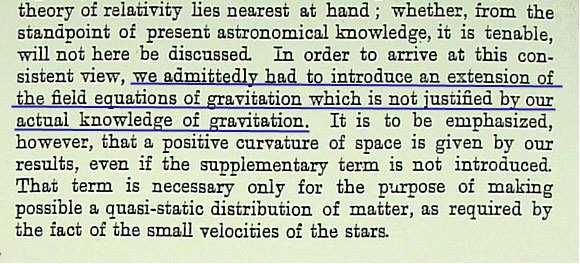 theory of relativity lies nearest at hand; whether, from the
standpoint of present astronomical knowledge, it is tenable,
will not here be discussed. In order to arrive at this con-
sistent view, we admittedly had to introduce an extension of
the field equations of gravitation which is not justified by our
actual knowledge of gravitation. It is to be emphasized,
however, that a positive curvature of space is given by our
results, even if the supplementary term is not introduced.
That term is necessary only for the purpose of making
possible a quasi-static distribution of matter, as required by
the fact of the small velocities of the stars.